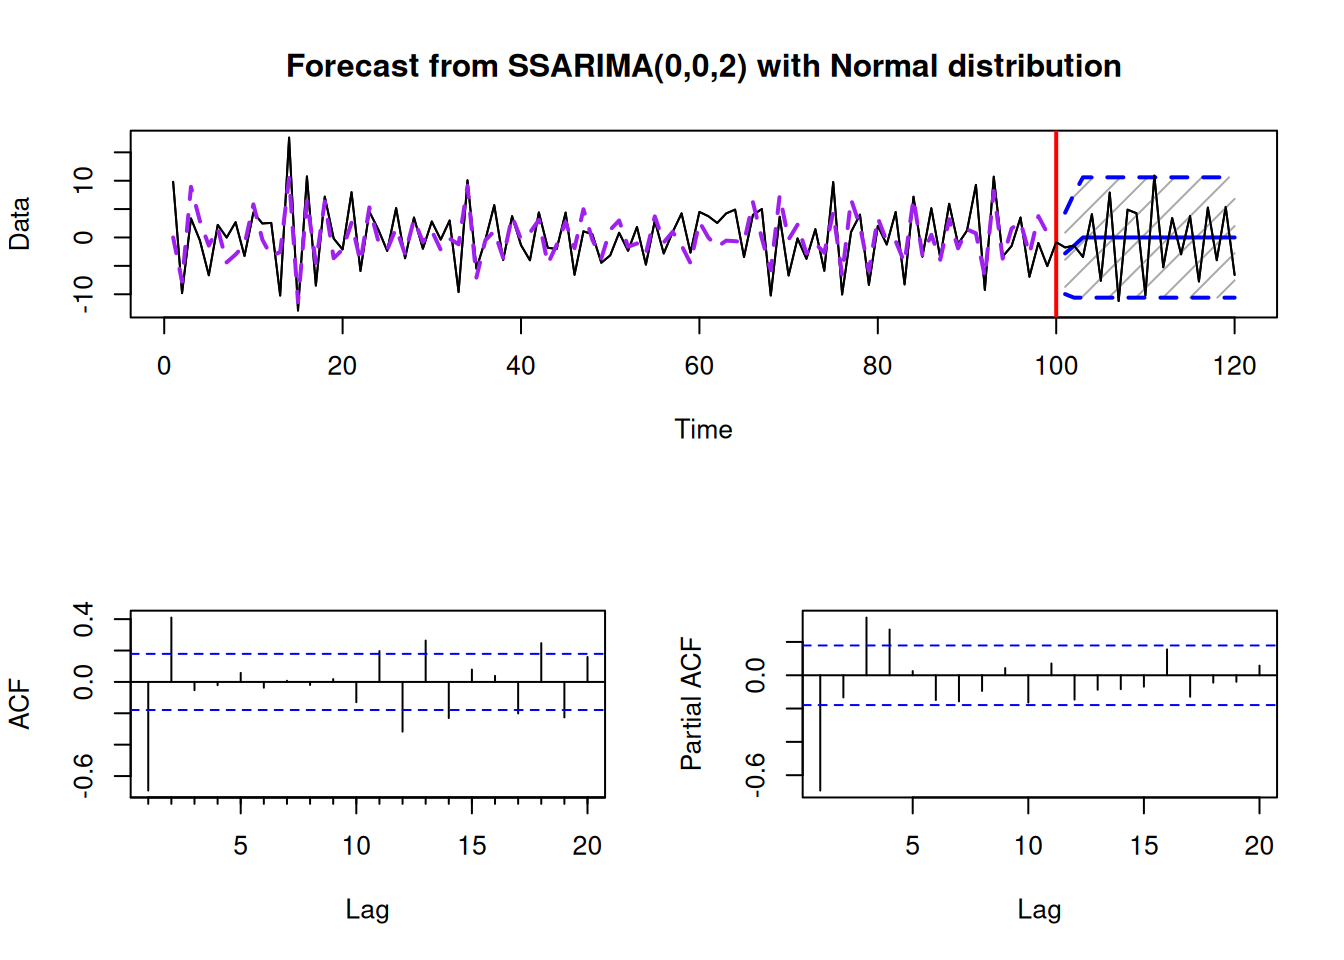 Forecast from SSARIMA(0,0,2) with Normal distribution
Data
10
0
-10
0 20 40 60 80 100 120
Time
ACF
0.4
0.0
-0.6
5 10 15 20
Lag
Partial ACF
0.0
-0.6
5 10 15 20
Lag